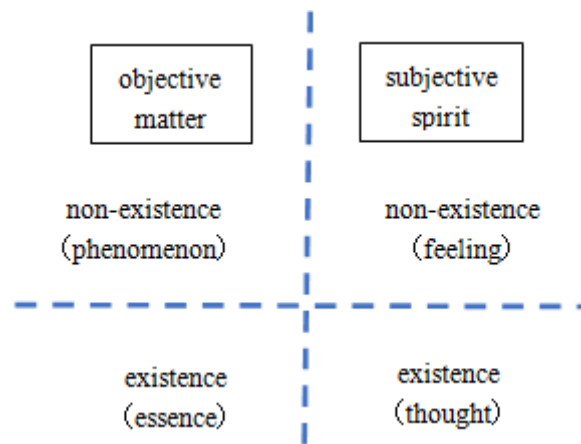 objective
matter
subjective
spirit
non-existence
（phenomenon）
non-existence
（feeling）
existence
（essence）
existence
（thought）